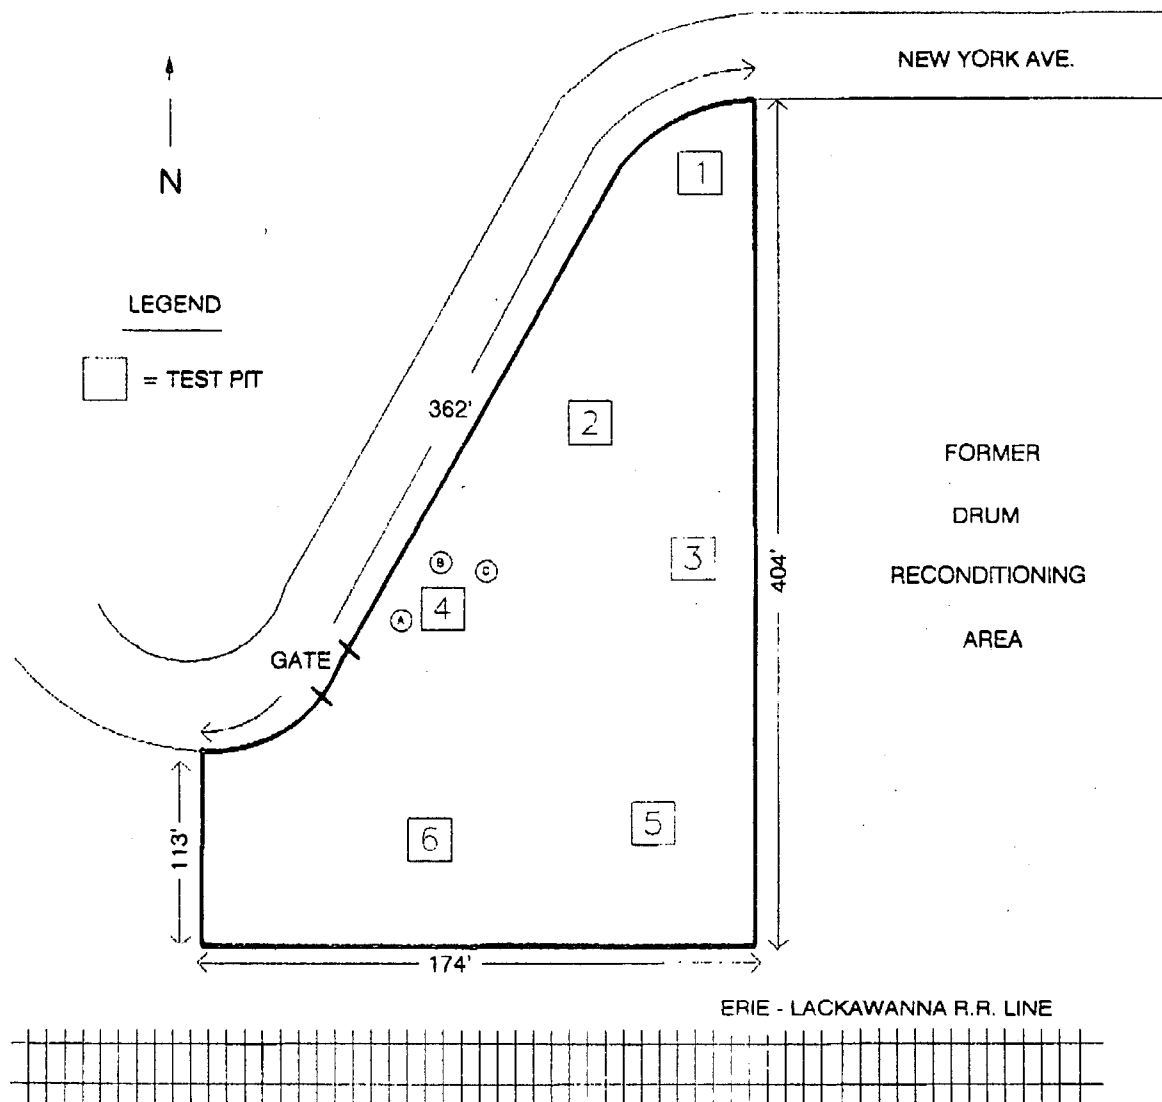 NEW YORK AVE.
N
1
LEGEND
= TEST PIT
362'
2
FORMER
DRUM
RECONDITIONING
AREA
3
404'
B
C
4
A
GATE
113'
6
5
174'
ERIE - LACKAWANNA R.R. LINE